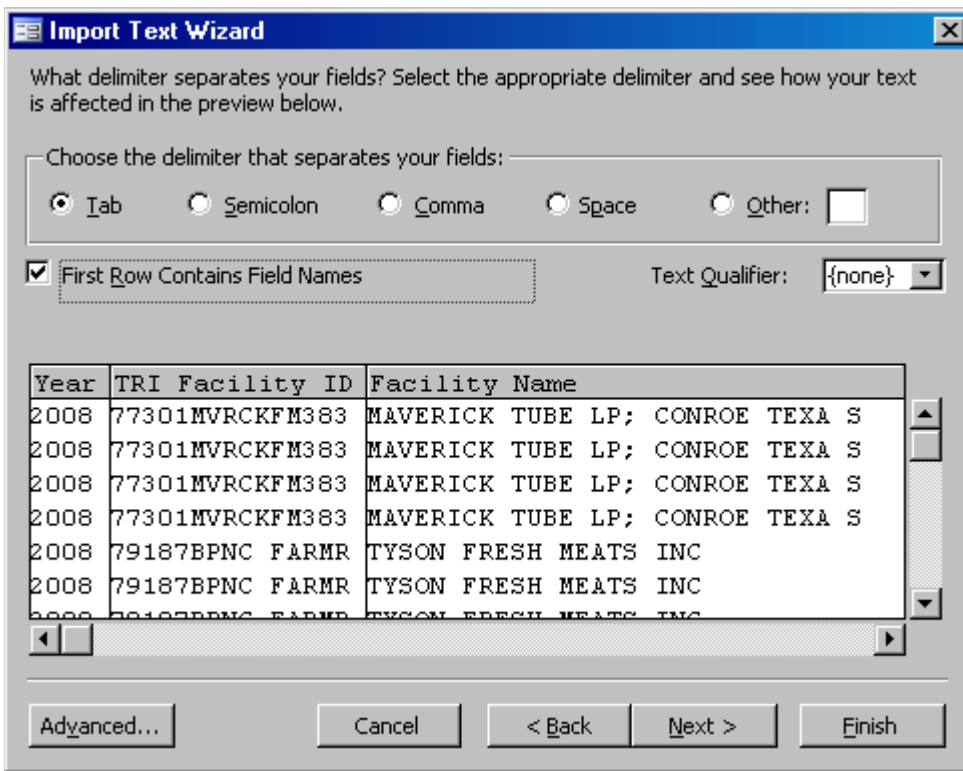 Import Text Wizard
What delimiter separates your fields? Select the appropriate delimiter and see how your text
is affected in the preview below.
Choose the delimiter that separates your fields:
Tab Semicolon Comma Space Other:
First Row Contains Field Names Text Qualifier: {none}
Year TRI Facility ID Facility Name
2008 77301MVRCKFM383 MAVERICK TUBE LP; CONROE TEXA S
2008 77301MVRCKFM383 MAVERICK TUBE LP; CONROE TEXA S
2008 77301MVRCKFM383 MAVERICK TUBE LP; CONROE TEXA S
2008 77301MVRCKFM383 MAVERICK TUBE LP; CONROE TEXA S
2008 79187BPNC FARMR TYSON FRESH MEATS INC
2008 79187BPNC FARMR TYSON FRESH MEATS INC
Advanced... Cancel < Back Next > Finish